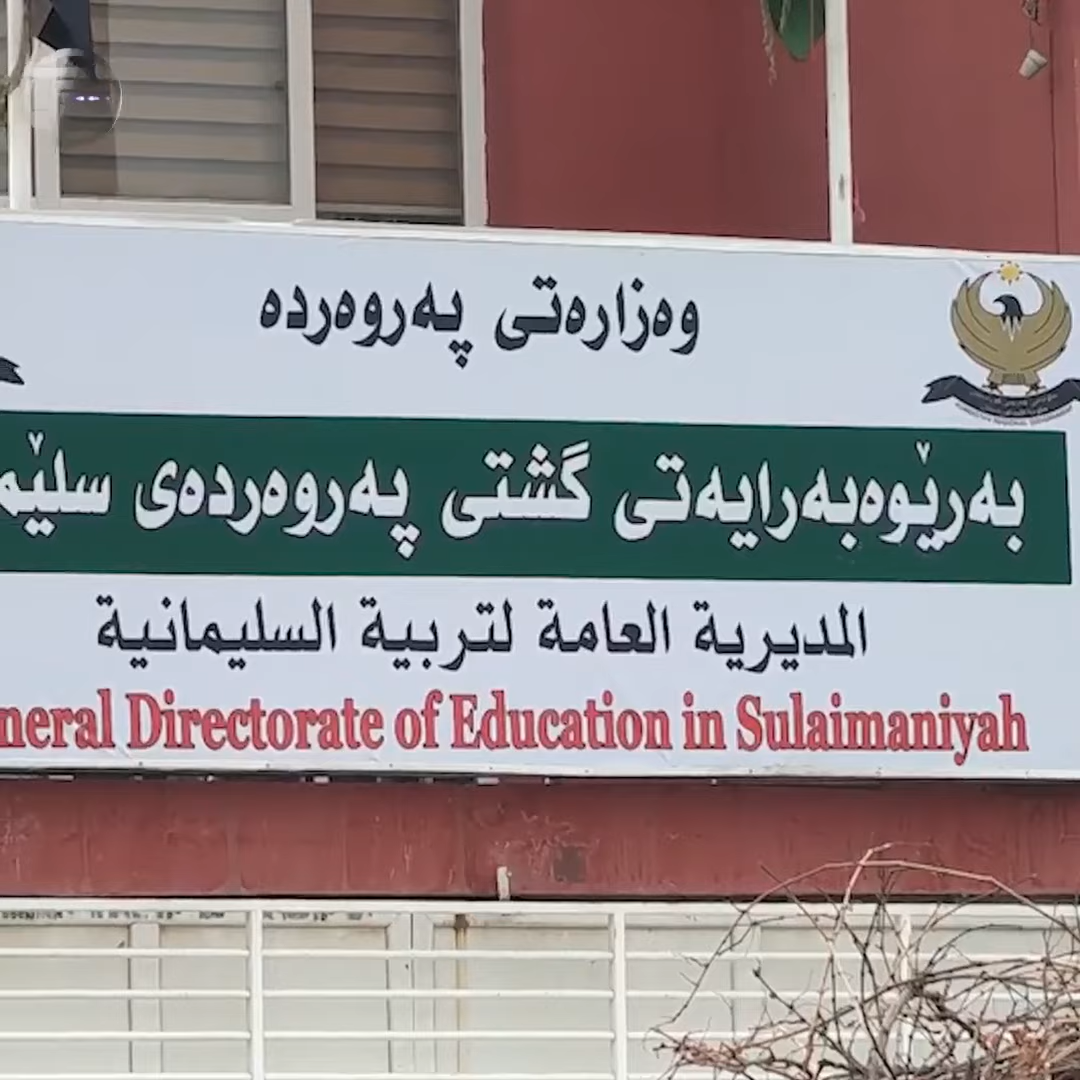 وەزارەتی پەروەردە
بەڕێوەبەرایەتی گشتی پەروەردەی سلێم
المديرية العامة لتربية السليمانية
neral Directorate of Education in Sulaimaniyah